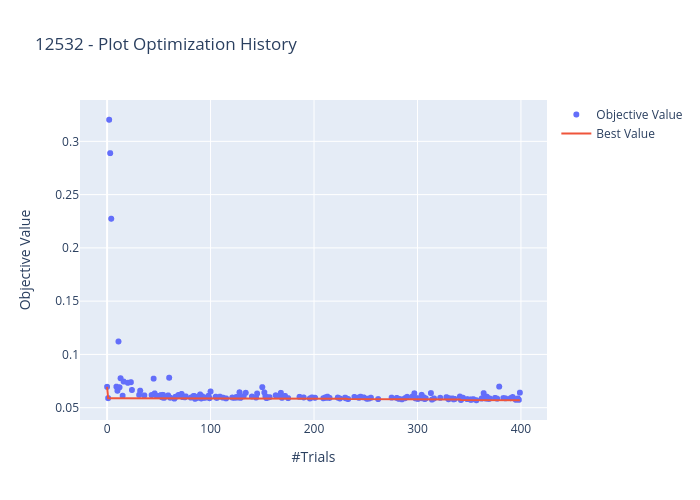 12532 - Plot Optimization History
Objective Value
Best Value
0.3
0.25
0.2
0.15
0.1
0.05
Objective Value
0
100
200
300
400
#Trials